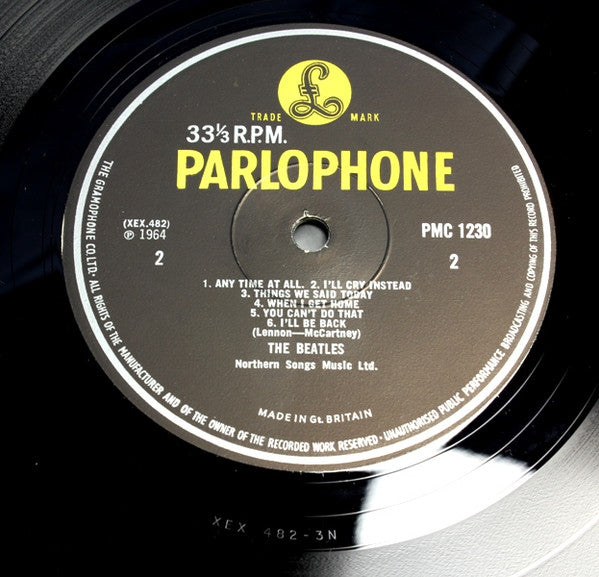 £
TRADE MARK
33⅓ R.P.M.
PARLOPHONE
(XEX.482)
℗ 1964
PMC 1230
2
2
1. ANY TIME AT ALL. 2. I'LL CRY INSTEAD
3. THINGS WE SAID TODAY
4. WHEN I GET HOME
5. YOU CAN'T DO THAT
6. I'LL BE BACK
(Lennon—McCartney)
THE BEATLES
Northern Songs Music Ltd.
MADE IN Gt. BRITAIN
THE GRAMOPHONE CO. LTD. · ALL RIGHTS OF THE MANUFACTURER AND OF THE OWNER OF THE RECORDED WORK RESERVED · UNAUTHORISED PUBLIC PERFORMANCE BROADCASTING AND COPYING OF THIS RECORD PROHIBITED
XEX 482-3N